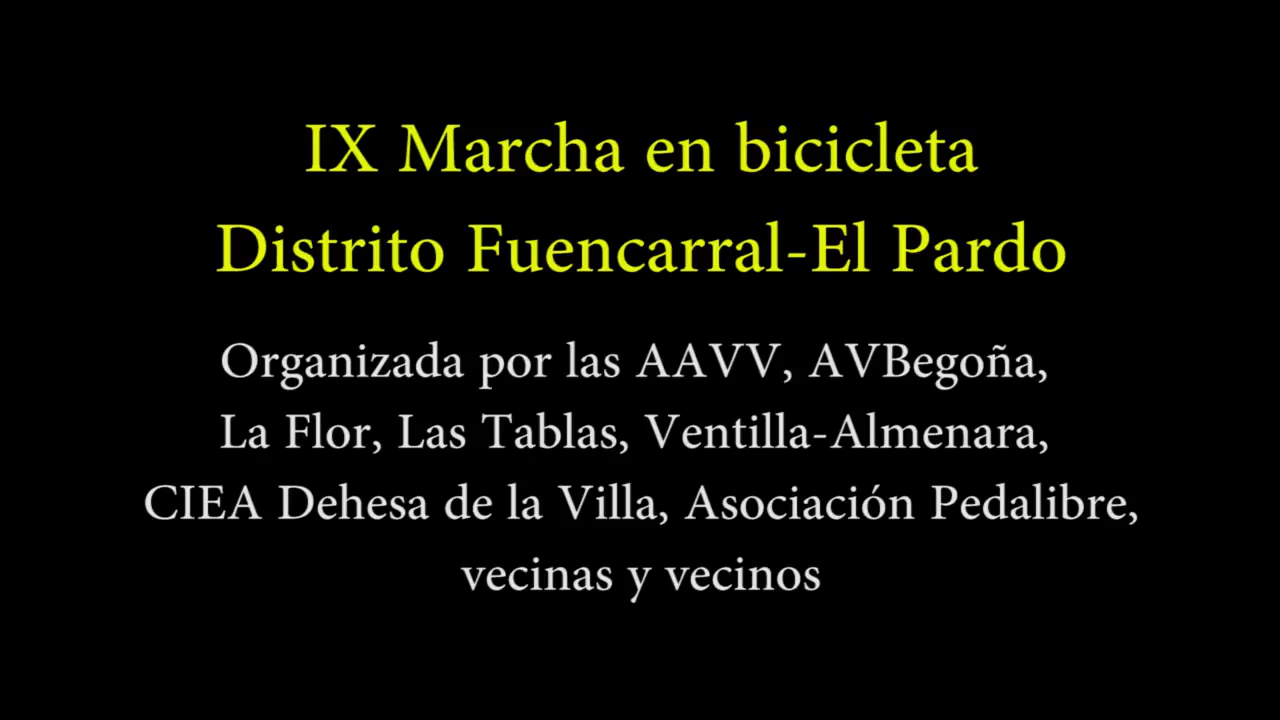 IX Marcha en bicicleta
Distrito Fuencarral-El Pardo
Organizada por las AAVV, AVBegoña,
La Flor, Las Tablas, Ventilla-Almenara,
CIEA Dehesa de la Villa, Asociación Pedalibre,
vecinas y vecinos